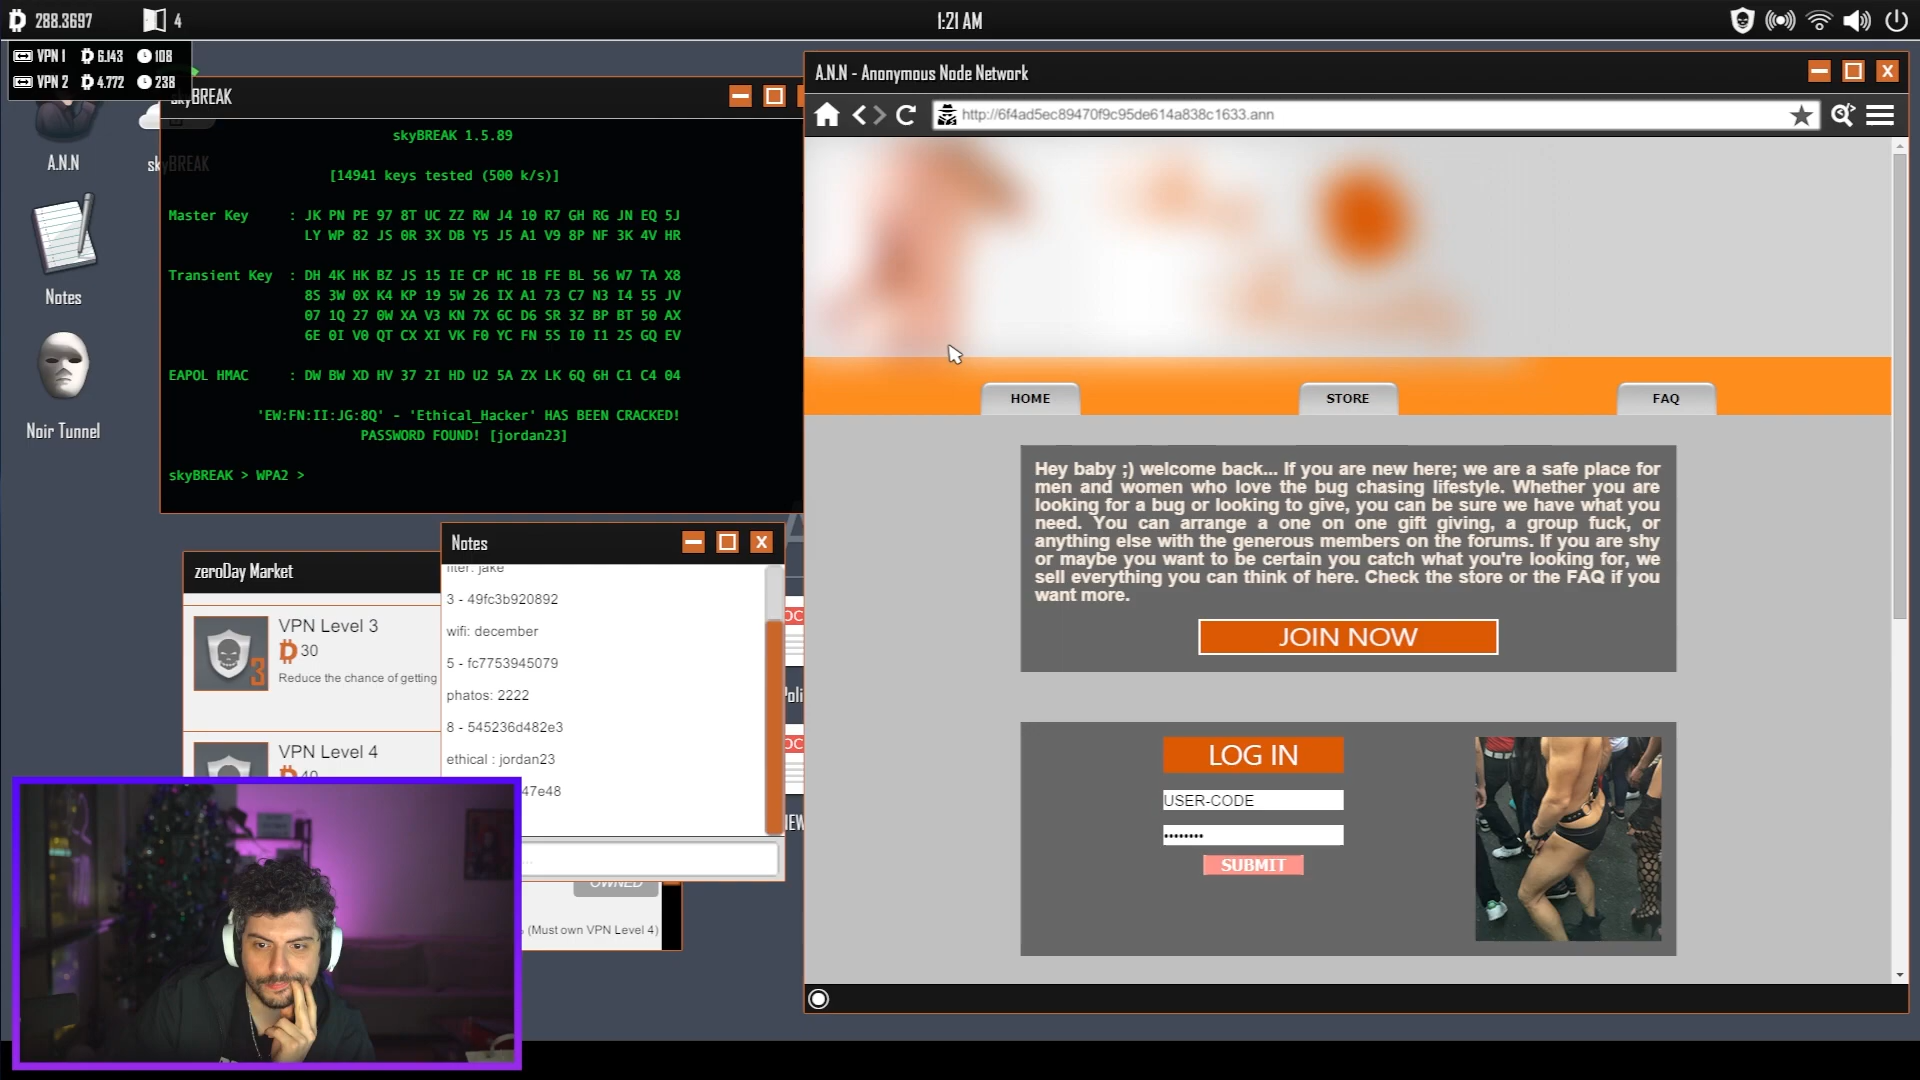 288.3697
4
1:21 AM
VPN 1 6.143 108
VPN 2 4.772 238
A.N.N
Notes
Noir Tunnel
skyBREAK
skyBREAK
skyBREAK 1.5.89
[14941 keys tested (500 k/s)]
Master Key : JK PN PE 97 8T UC ZZ RW J4 10 R7 GH RG JN EQ 5J
LY WP 82 JS 0R 3X DB Y5 J5 A1 V9 8P NF 3K 4V HR
Transient Key : DH 4K HK BZ JS 15 IE CP HC 1B FE BL 56 W7 TA X8
8S 3W 0X K4 KP 19 5W 26 IX A1 73 C7 N3 I4 55 JV
07 1Q 27 0W XA V3 KN 7X 6C D6 SR 3Z BP BT 50 AX
6E 0I V0 QT CX XI VK F0 YC FN 5S I0 I1 2S GQ EV
EAPOL HMAC : DW BW XD HV 37 2I HD U2 5A ZX LK 6Q 6H C1 C4 04
'EW:FN:II:JG:8Q' - 'Ethical_Hacker' HAS BEEN CRACKED!
PASSWORD FOUND! [jordan23]
skyBREAK > WPA2 >
zeroDay Market
VPN Level 3
30
3
Reduce the chance of getting
VPN Level 4
40
OWNED
(Must own VPN Level 4)
Notes
jake
3 - 49fc3b920892
wifi: december
5 - fc7753945079
phatos: 2222
8 - 545236d482e3
ethical : jordan23
47e48
A.N.N - Anonymous Node Network
http://6f4ad5ec89470f9c95de614a838c1633.ann
HOME
STORE
FAQ
Hey baby ;) welcome back... If you are new here; we are a safe place for
men and women who love the bug chasing lifestyle. Whether you are
looking for a bug or looking to give, you can be sure we have what you
need. You can arrange a one on one gift giving, a group fuck, or
anything else with the generous members on the forums. If you are shy
or maybe you want to be certain you catch what you're looking for, we
sell everything you can think of here. Check the store or the FAQ if you
want more.
JOIN NOW
LOG IN
USER-CODE
SUBMIT